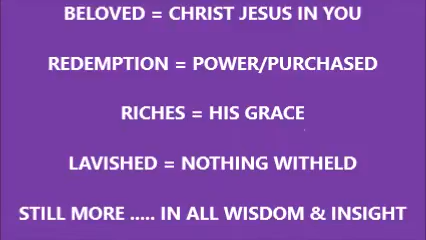 BELOVED = CHRIST JESUS IN YOU
REDEMPTION = POWER/PURCHASED
RICHES = HIS GRACE
LAVISHED = NOTHING WITHELD
STILL MORE ..... IN ALL WISDOM & INSIGHT